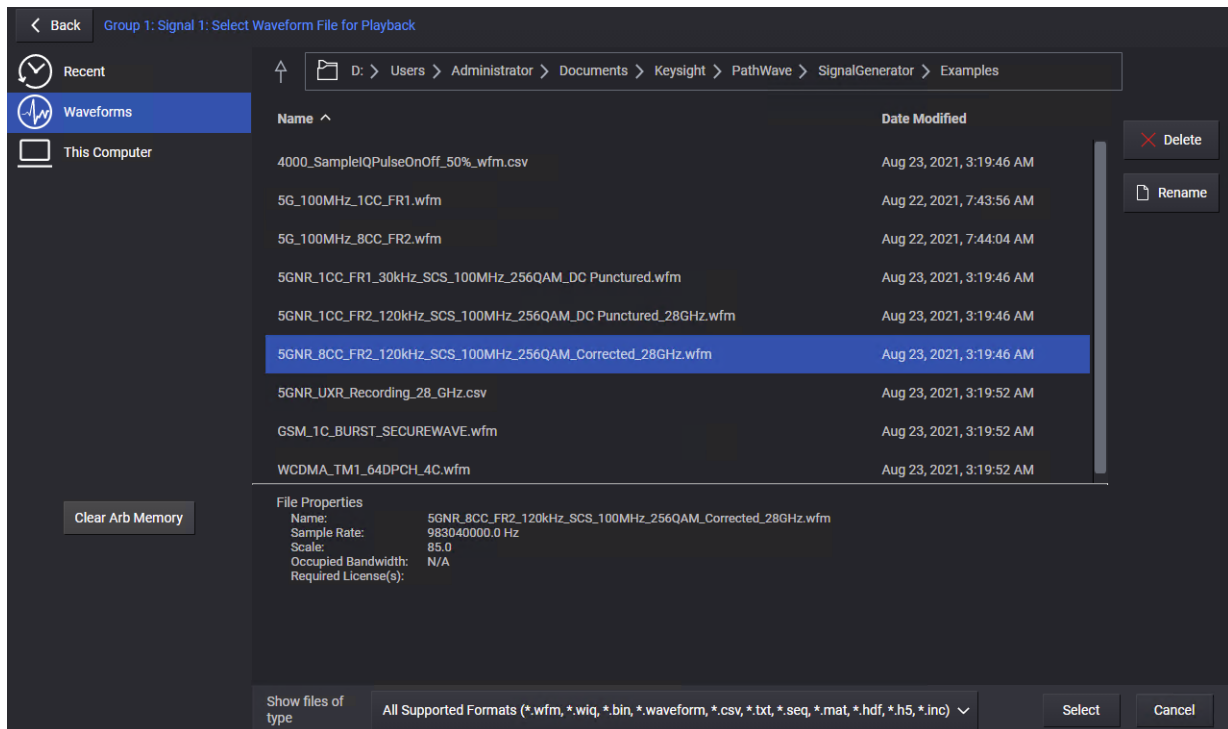 Back Group 1: Signal 1: Select Waveform File for Playback
Recent
Waveforms
This Computer
Clear Arb Memory
D: > Users > Administrator > Documents > Keysight > PathWave > SignalGenerator > Examples
Name Date Modified
4000_SampleIQPulseOnOff_50%_wfm.csv Aug 23, 2021, 3:19:46 AM
5G_100MHz_1CC_FR1.wfm Aug 22, 2021, 7:43:56 AM
5G_100MHz_8CC_FR2.wfm Aug 22, 2021, 7:44:04 AM
5GNR_1CC_FR1_30kHz_SCS_100MHz_256QAM_DC Punctured.wfm Aug 23, 2021, 3:19:46 AM
5GNR_1CC_FR2_120kHz_SCS_100MHz_256QAM_DC Punctured_28GHz.wfm Aug 23, 2021, 3:19:46 AM
5GNR_8CC_FR2_120kHz_SCS_100MHz_256QAM_Corrected_28GHz.wfm Aug 23, 2021, 3:19:46 AM
5GNR_UXR_Recording_28_GHz.csv Aug 23, 2021, 3:19:52 AM
GSM_1C_BURST_SECUREWAVE.wfm Aug 23, 2021, 3:19:52 AM
WCDMA_TM1_64DPCH_4C.wfm Aug 23, 2021, 3:19:52 AM
Delete
Rename
File Properties
Name: 5GNR_8CC_FR2_120kHz_SCS_100MHz_256QAM_Corrected_28GHz.wfm
Sample Rate: 983040000.0 Hz
Scale: 85.0
Occupied Bandwidth: N/A
Required License(s):
Show files of
type
All Supported Formats (*.wfm, *.wiq, *.bin, *.waveform, *.csv, *.txt, *.seq, *.mat, *.hdf, *.h5, *.inc)
Select Cancel